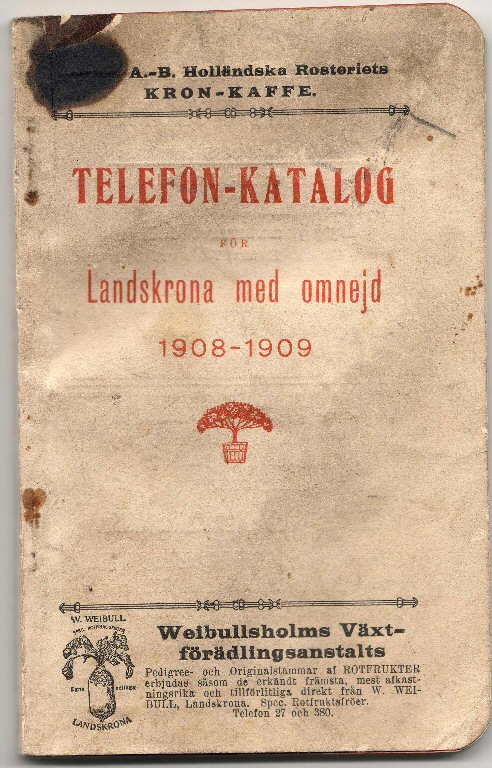 A.-B. Holländska Rosteriets
KRON-KAFFE.
TELEFON-KATALOG
FÖR
Landskrona med omnejd
1908-1909
W. WEIBULL
LANDSKRONA
Weibullsholms Växt-
förädlingsanstalts
Pedigree- och Originalstammar af ROTFRUKTER
erbjudas såsom de erkändt främsta, mest afkast-
ningsrika och tillförlitliga direkt från W. WEI-
BULL, Landskrona. Spec. Rotfruktsfröer.
Telefon 27 och 380.